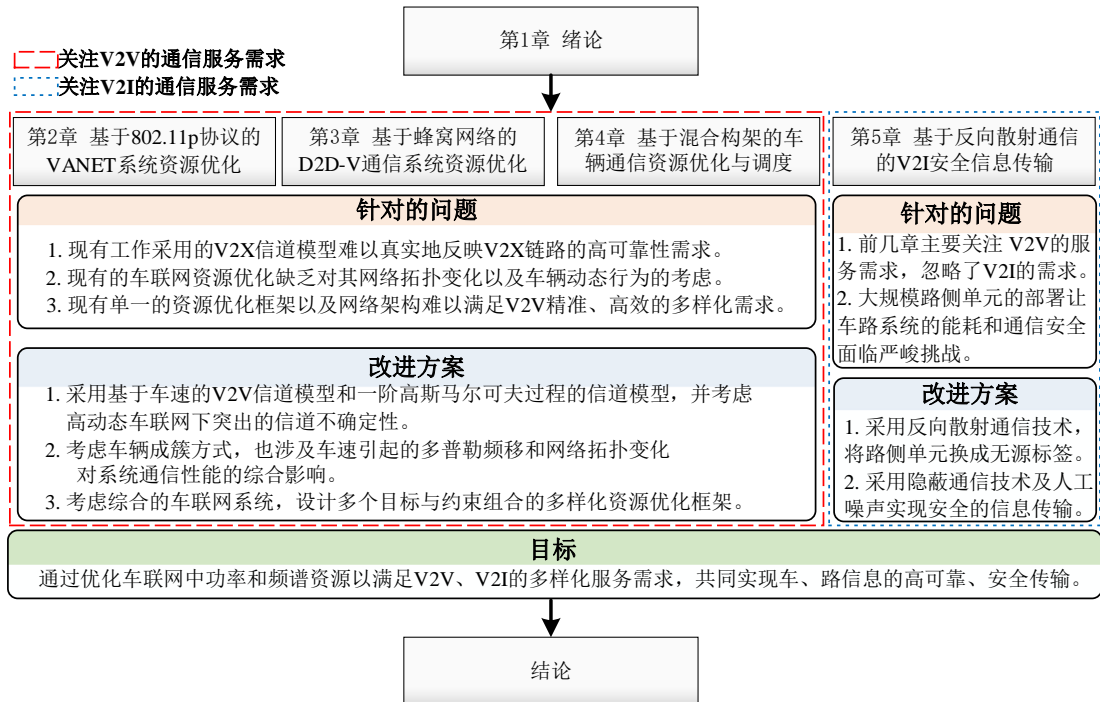 第1章 绪论
关注V2V的通信服务需求
关注V2I的通信服务需求
第2章 基于802.11p协议的
VANET系统资源优化
第3章 基于蜂窝网络的
D2D-V通信系统资源优化
第4章 基于混合构架的车
辆通信资源优化与调度
第5章 基于反向散射通信
的V2I安全信息传输
针对的问题
1. 现有工作采用的V2X信道模型难以真实地反映V2X链路的高可靠性需求。
2. 现有的车联网资源优化缺乏对其网络拓扑变化以及车辆动态行为的考虑。
3. 现有单一的资源优化框架以及网络架构难以满足V2V精准、高效的多样化需求。
改进方案
1. 采用基于车速的V2V信道模型和一阶高斯马尔可夫过程的信道模型，并考虑
高动态车联网下突出的信道不确定性。
2. 考虑车辆成簇方式，也涉及车速引起的多普勒频移和网络拓扑变化
对系统通信性能的综合影响。
3. 考虑综合的车联网系统，设计多个目标与约束组合的多样化资源优化框架。
针对的问题
1. 前几章主要关注 V2V的服
务需求，忽略了V2I的需求。
2. 大规模路侧单元的部署让
车路系统的能耗和通信安全
面临严峻挑战。
改进方案
1. 采用反向散射通信技术，
将路侧单元换成无源标签。
2. 采用隐蔽通信技术及人工
噪声实现安全的信息传输。
目标
通过优化车联网中功率和频谱资源以满足V2V、V2I的多样化服务需求，共同实现车、路信息的高可靠、安全传输。
结论